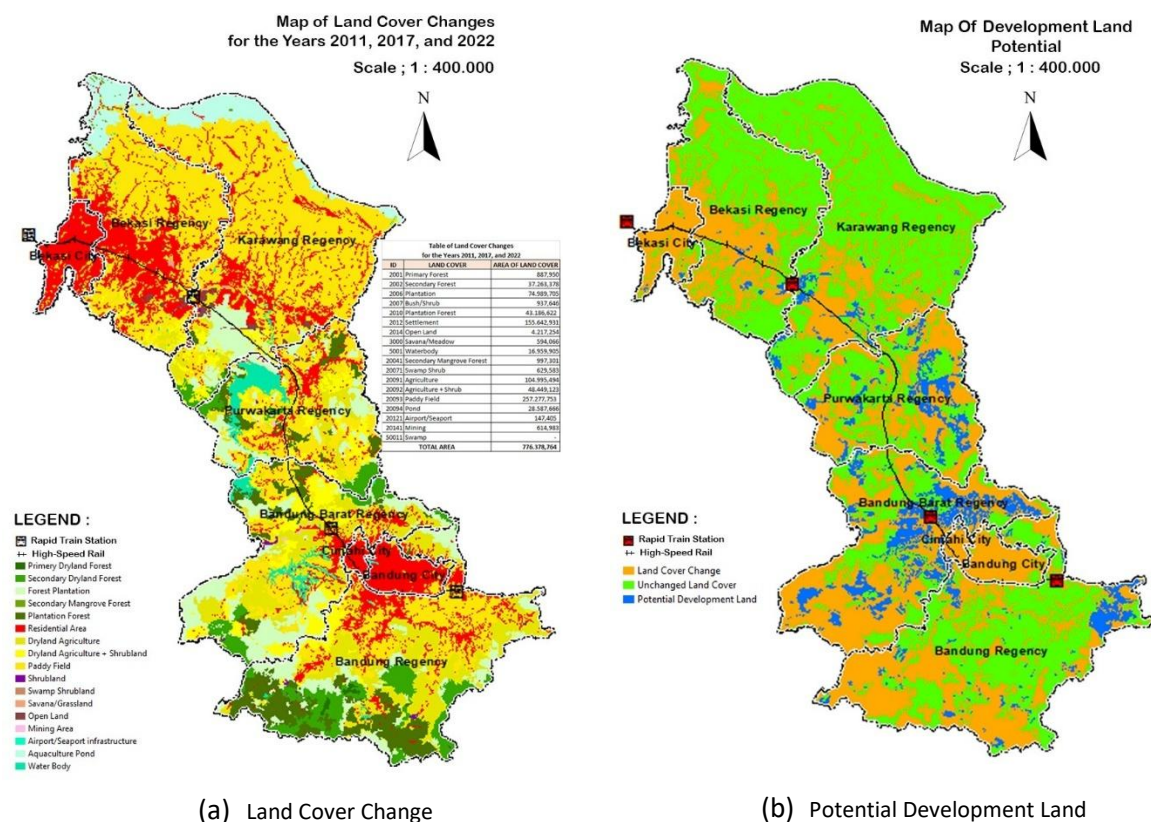 Map of Land Cover Changes
for the Years 2011, 2017, and 2022
Scale ; 1 : 400.000
N
Bekasi Regency
Karawang Regency
Bekasi City
Table of Land Cover Changes
for the Years 2011, 2017, and 2022
ID LAND COVER AREA OF LAND COVER
2001 Primary Forest 887,950
2002 Secondary Forest 37.263,378
2006 Plantation 74.989,705
2007 Bush/Shrub 937,646
2010 Plantation Forest 43.186,622
2012 Settlement 155.642,931
2014 Open Land 4.217,254
3000 Savana/Meadow 594,066
5001 Waterbody 16.959,905
20041 Secondary Mangrove Forest 997,301
20071 Swamp Shrub 629,583
20091 Agriculture 104.995,494
20092 Agriculture + Shrub 48.449,123
20093 Paddy Field 257.277,753
20094 Pond 28.587,666
20121 Airport/Seaport 147,405
20141 Mining 614,983
50011 Swamp -
TOTAL AREA 776.378,764
Purwakarta Regency
Bandung Barat Regency
Cimahi City
Bandung City
Bandung Regency
LEGEND :
Rapid Train Station
High-Speed Rail
Primery Dryland Forest
Secondary Dryland Forest
Forest Plantation
Secondary Mangrove Forest
Plantation Forest
Residential Area
Dryland Agriculture
Dryland Agriculture + Shrubland
Paddy Field
Shrubland
Swamp Shrubland
Savana/Grassland
Open Land
Mining Area
Airport/Seaport infrastructure
Aquaculture Pond
Water Body
(a) Land Cover Change
Map Of Development Land
Potential
Scale ; 1 : 400.000
N
Bekasi Regency
Karawang Regency
Bekasi City
Purwakarta Regency
Bandung Barat Regency
Cimahi City
Bandung City
Bandung Regency
LEGEND :
Rapid Train Station
High-Speed Rail
Land Cover Change
Unchanged Land Cover
Potential Development Land
(b) Potential Development Land